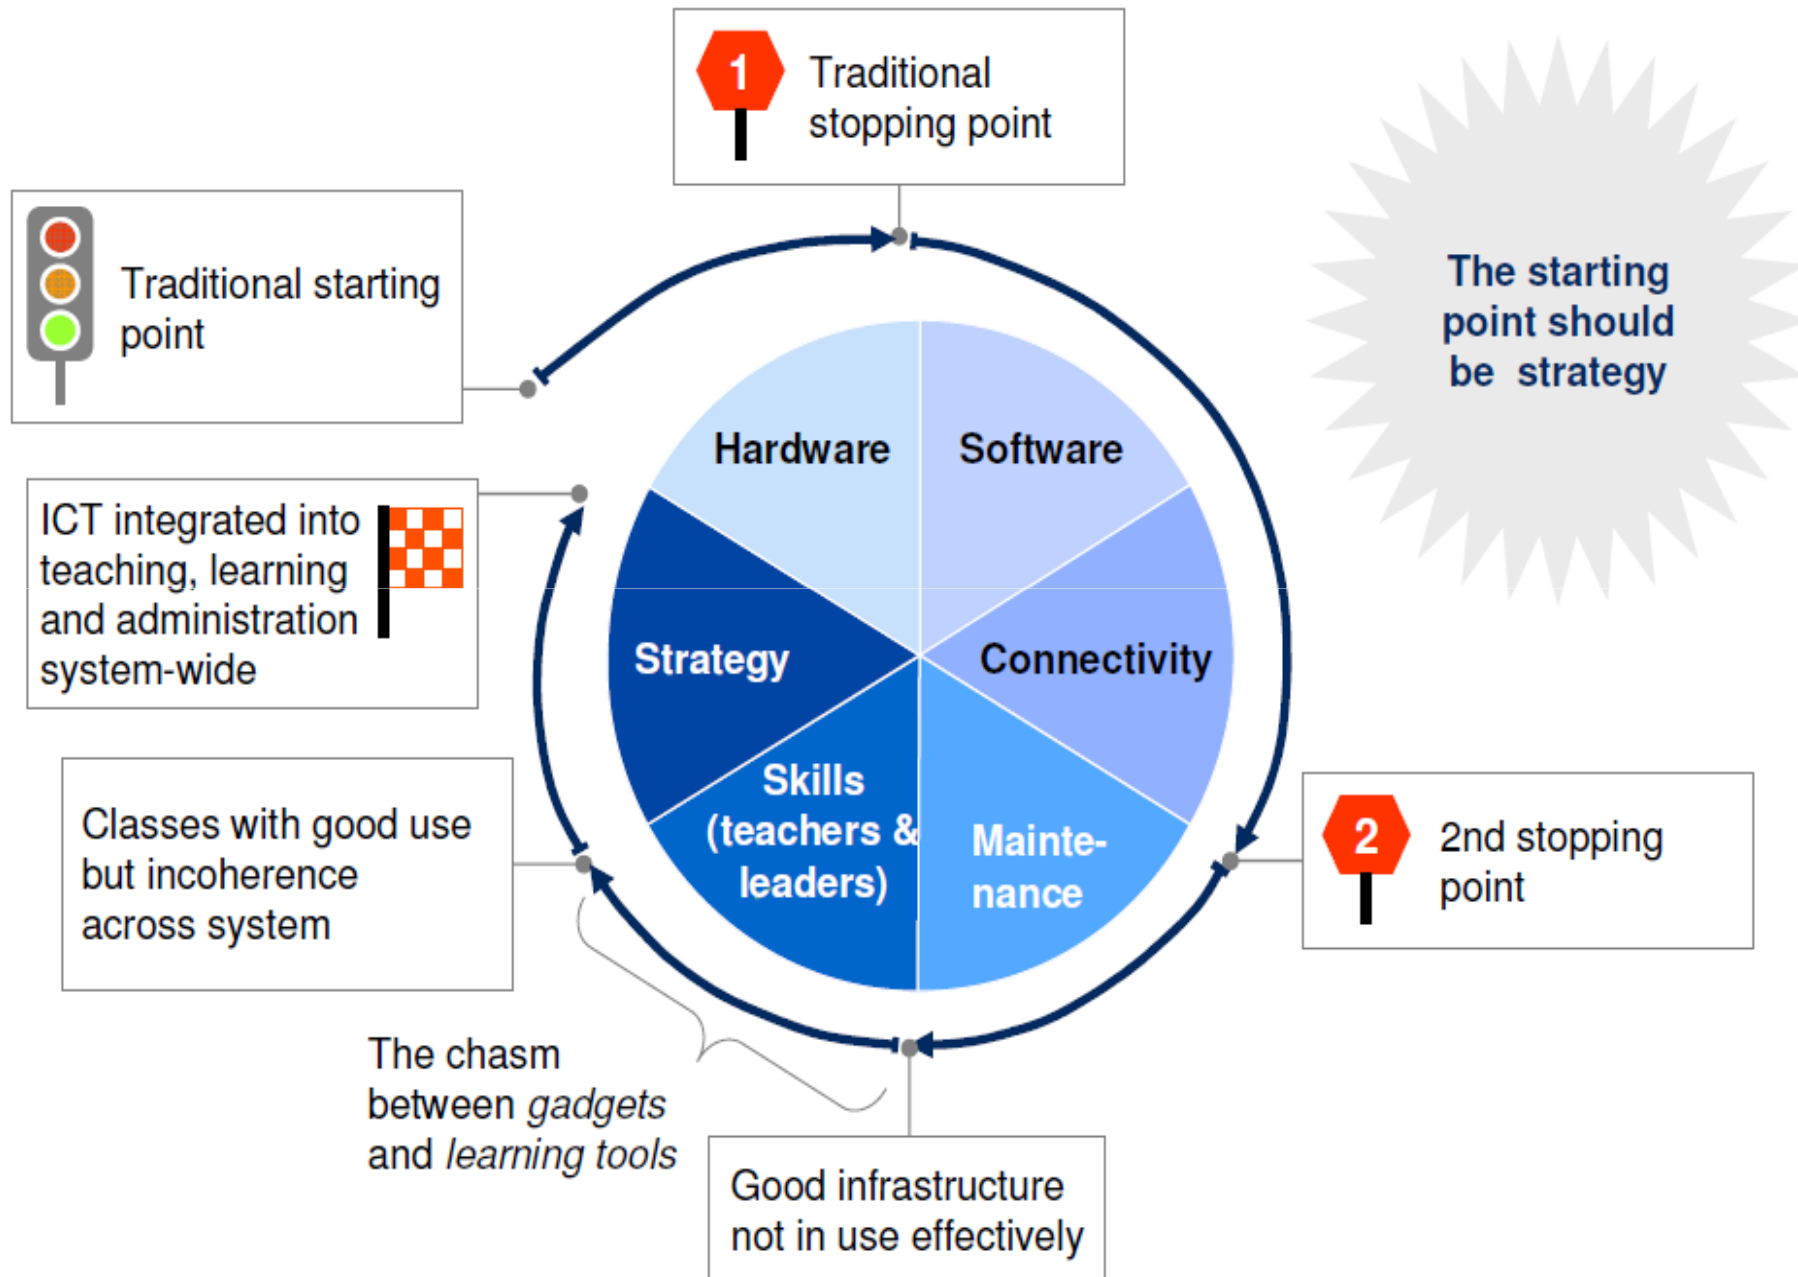 1
Traditional
stopping point
Traditional starting
point
The starting
point should
be strategy
Hardware
Software
ICT integrated into
teaching, learning
and administration
system-wide
Strategy
Connectivity
Skills
(teachers &
leaders)
Mainte-
nance
Classes with good use
but incoherence
across system
2
2nd stopping
point
The chasm
between gadgets
and learning tools
Good infrastructure
not in use effectively